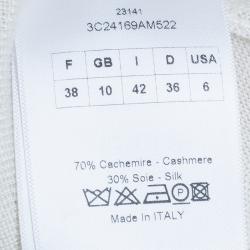 23141
3C24169AM522
F GB I D USA
38 10 42 36 6
70% Cachemire - Cashmere
30% Soie - Silk
Made In ITALY